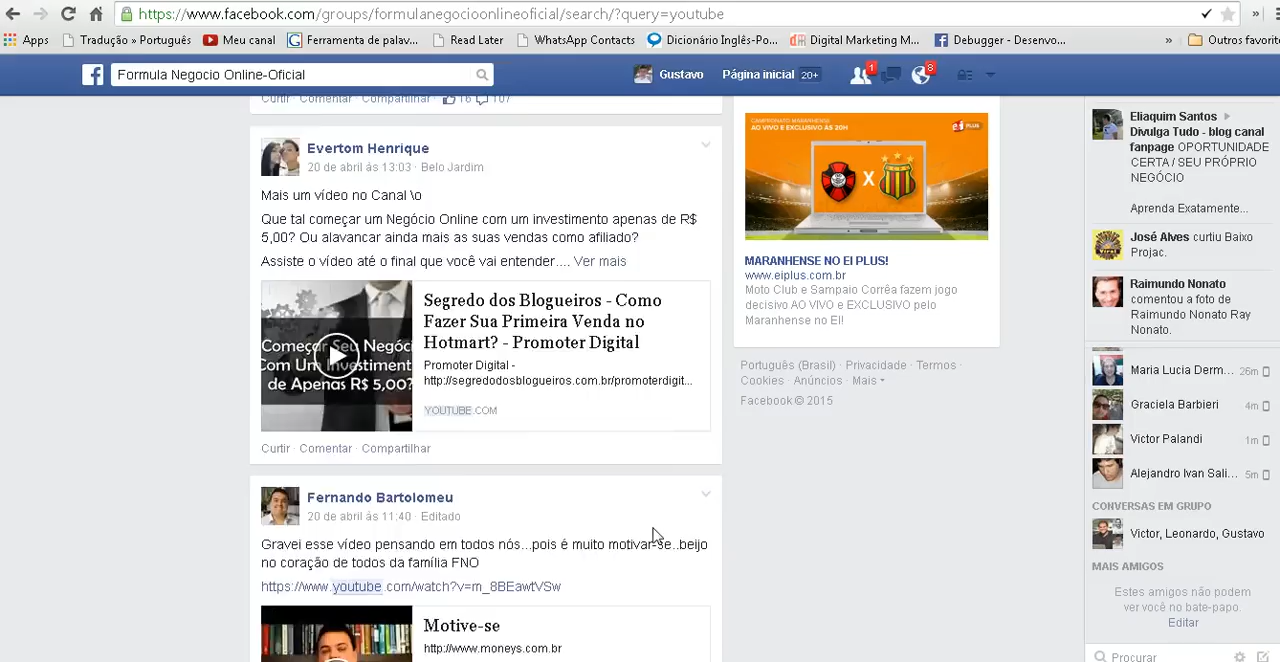 https://www.facebook.com/groups/formulanegocioonlineoficial/search/?query=youtube
Apps
Tradução » Português
Meu canal
Ferramenta de palav...
Read Later
WhatsApp Contacts
Dicionário Inglês-Po...
Digital Marketing M...
Debugger - Desenvo...
»
Outros favorit
Formula Negocio Online-Oficial
Gustavo
Página inicial 20+
1
8
Curtir · Comentar · Compartilhar · 16 107
Evertom Henrique
20 de abril às 13:03 · Belo Jardim
Mais um vídeo no Canal \o
Que tal começar um Negócio Online com um investimento apenas de R$
5,00? Ou alavancar ainda mais as suas vendas como afiliado?
Assiste o vídeo até o final que você vai entender.... Ver mais
Começar Seu Negóci
Com Um Investiment
de Apenas R$ 5,00?
Segredo dos Blogueiros - Como
Fazer Sua Primeira Venda no
Hotmart? - Promoter Digital
Promoter Digital -
http://segredodosblogueiros.com.br/promoterdigit...
YOUTUBE.COM
Curtir · Comentar · Compartilhar
Fernando Bartolomeu
20 de abril às 11:40 · Editado
Gravei esse vídeo pensando em todos nós...pois é muito motivar-se..beijo
no coração de todos da família FNO
https://www.youtube.com/watch?v=m_8BEawtVSw
Motive-se
http://www.moneys.com.br
CAMPEONATO MARANHENSE
AO VIVO E EXCLUSIVO ÀS 20H
ei PLUS
X
MARANHENSE NO EI PLUS!
www.eiplus.com.br
Moto Club e Sampaio Corrêa fazem jogo
decisivo AO VIVO e EXCLUSIVO pelo
Maranhense no EI!
Português (Brasil) · Privacidade · Termos ·
Cookies · Anúncios · Mais
Facebook © 2015
Eliaquim Santos
Divulga Tudo - blog canal
fanpage OPORTUNIDADE
CERTA / SEU PRÓPRIO
NEGÓCIO
Aprenda Exatamente...
José Alves curtiu Baixo
Projac.
Raimundo Nonato
comentou a foto de
Raimundo Nonato Ray
Nonato.
Maria Lucia Derm... 26m
Graciela Barbieri 4m
Victor Palandi 1m
Alejandro Ivan Sali... 5m
CONVERSAS EM GRUPO
Victor, Leonardo, Gustavo
MAIS AMIGOS
Estes amigos não podem
ver você no bate-papo.
Editar
Procurar